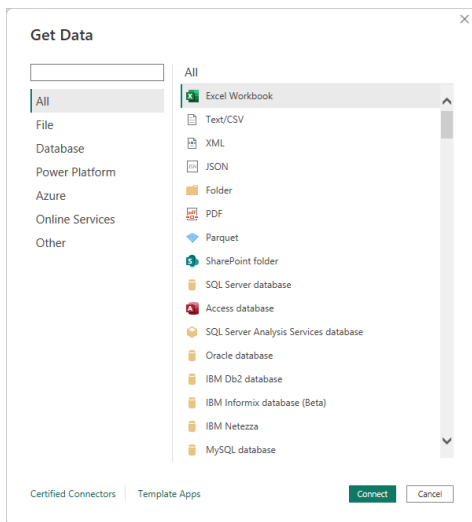 Get Data
All
File
Database
Power Platform
Azure
Online Services
Other
All
Excel Workbook
Text/CSV
XML
JSON
Folder
PDF
Parquet
SharePoint folder
SQL Server database
Access database
SQL Server Analysis Services database
Oracle database
IBM Db2 database
IBM Informix database (Beta)
IBM Netezza
MySQL database
Certified Connectors
Template Apps
Connect
Cancel